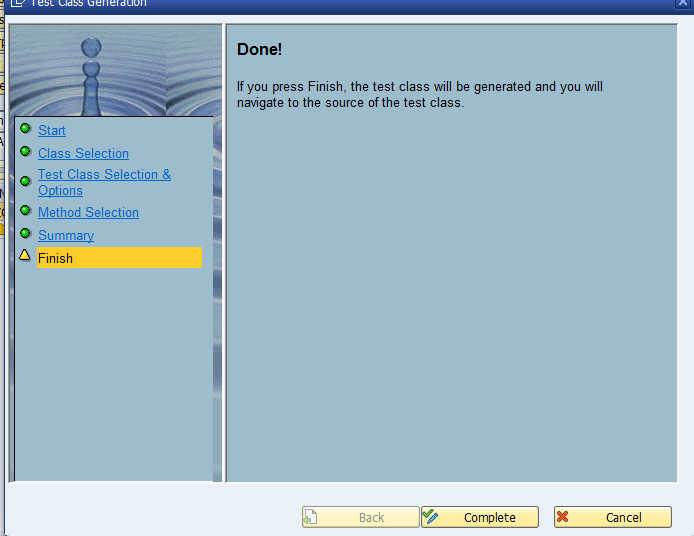 Test Class Generation
Done!
If you press Finish, the test class will be generated and you will
navigate to the source of the test class.
Start
Class Selection
Test Class Selection &
Options
Method Selection
Summary
Finish
Back
Complete
Cancel